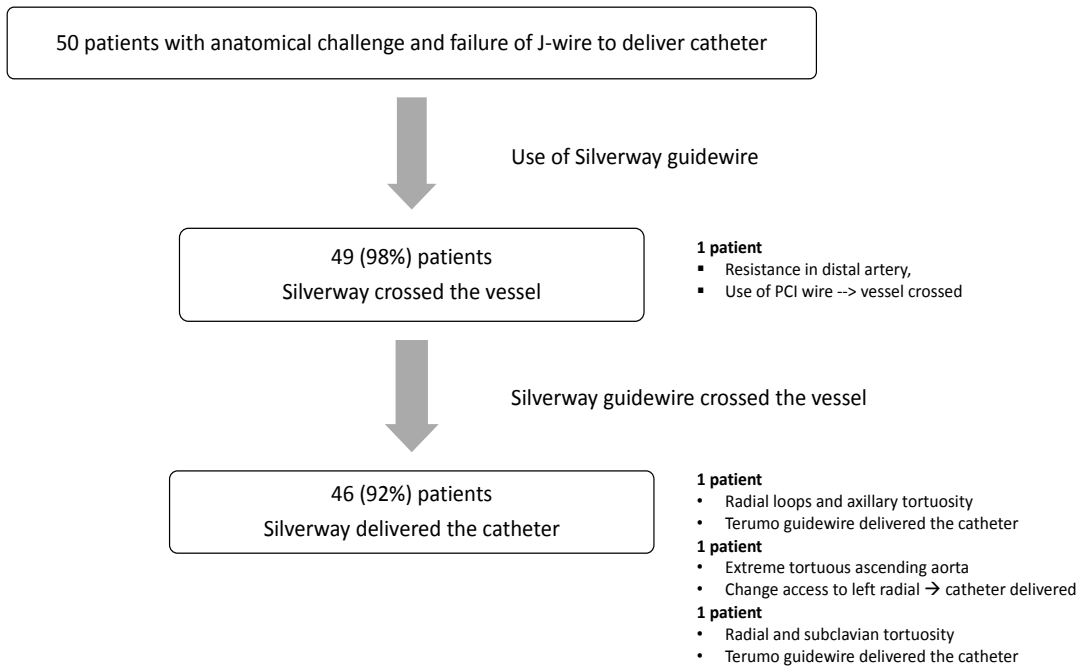 50 patients with anatomical challenge and failure of J-wire to deliver catheter
Use of Silverway guidewire
49 (98%) patients
Silverway crossed the vessel
1 patient
▪ Resistance in distal artery,
▪ Use of PCI wire --> vessel crossed
Silverway guidewire crossed the vessel
46 (92%) patients
Silverway delivered the catheter
1 patient
• Radial loops and axillary tortuosity
• Terumo guidewire delivered the catheter
1 patient
• Extreme tortuous ascending aorta
• Change access to left radial → catheter delivered
1 patient
• Radial and subclavian tortuosity
• Terumo guidewire delivered the catheter